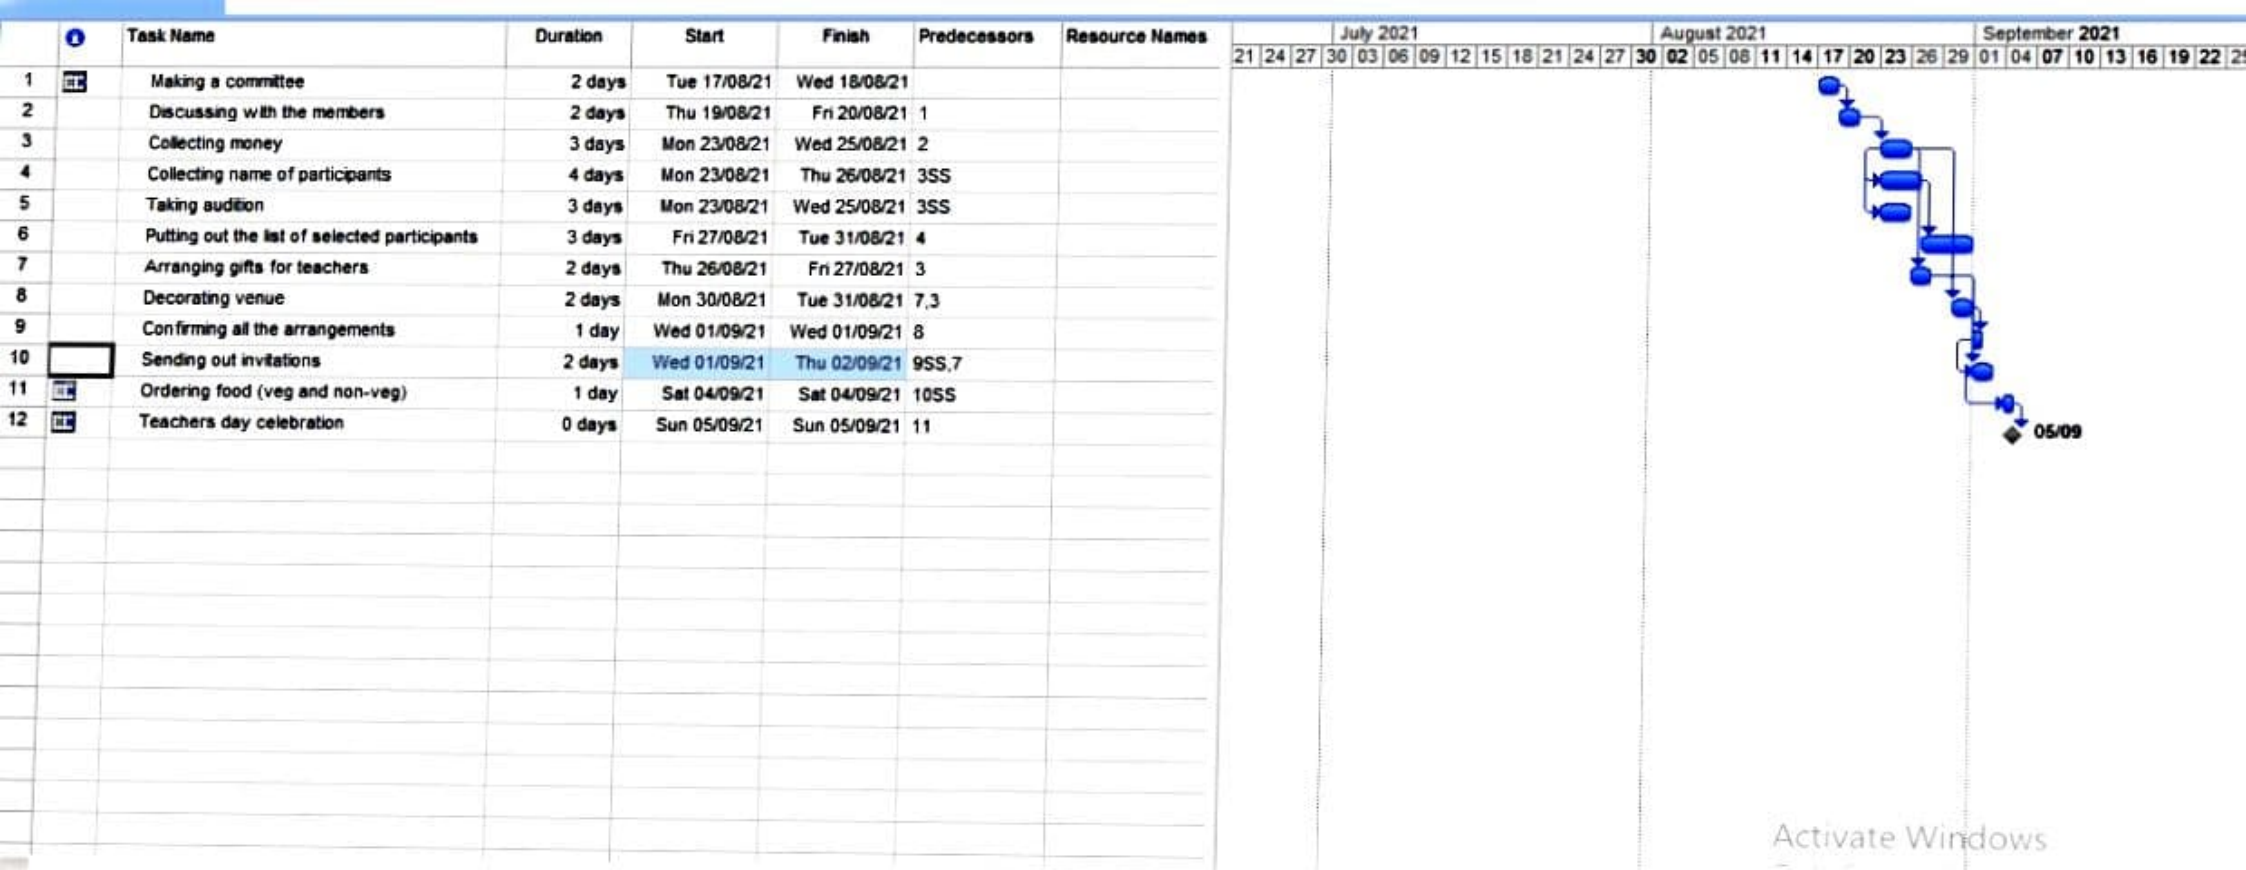 Task Name Duration Start Finish Predecessors Resource Names
July 2021 August 2021 September 2021
21 24 27 30 03 06 09 12 15 18 21 24 27 30 02 05 08 11 14 17 20 23 26 29 01 04 07 10 13 16 19 22
1 Making a committee 2 days Tue 17/08/21 Wed 18/08/21
2 Discussing with the members 2 days Thu 19/08/21 Fri 20/08/21 1
3 Collecting money 3 days Mon 23/08/21 Wed 25/08/21 2
4 Collecting name of participants 4 days Mon 23/08/21 Thu 26/08/21 3SS
5 Taking audition 3 days Mon 23/08/21 Wed 25/08/21 3SS
6 Putting out the list of selected participants 3 days Fri 27/08/21 Tue 31/08/21 4
7 Arranging gifts for teachers 2 days Thu 26/08/21 Fri 27/08/21 3
8 Decorating venue 2 days Mon 30/08/21 Tue 31/08/21 7,3
9 Confirming all the arrangements 1 day Wed 01/09/21 Wed 01/09/21 8
10 Sending out invitations 2 days Wed 01/09/21 Thu 02/09/21 9SS,7
11 Ordering food (veg and non-veg) 1 day Sat 04/09/21 Sat 04/09/21 10SS
12 Teachers day celebration 0 days Sun 05/09/21 Sun 05/09/21 11
05/09
Activate Windows